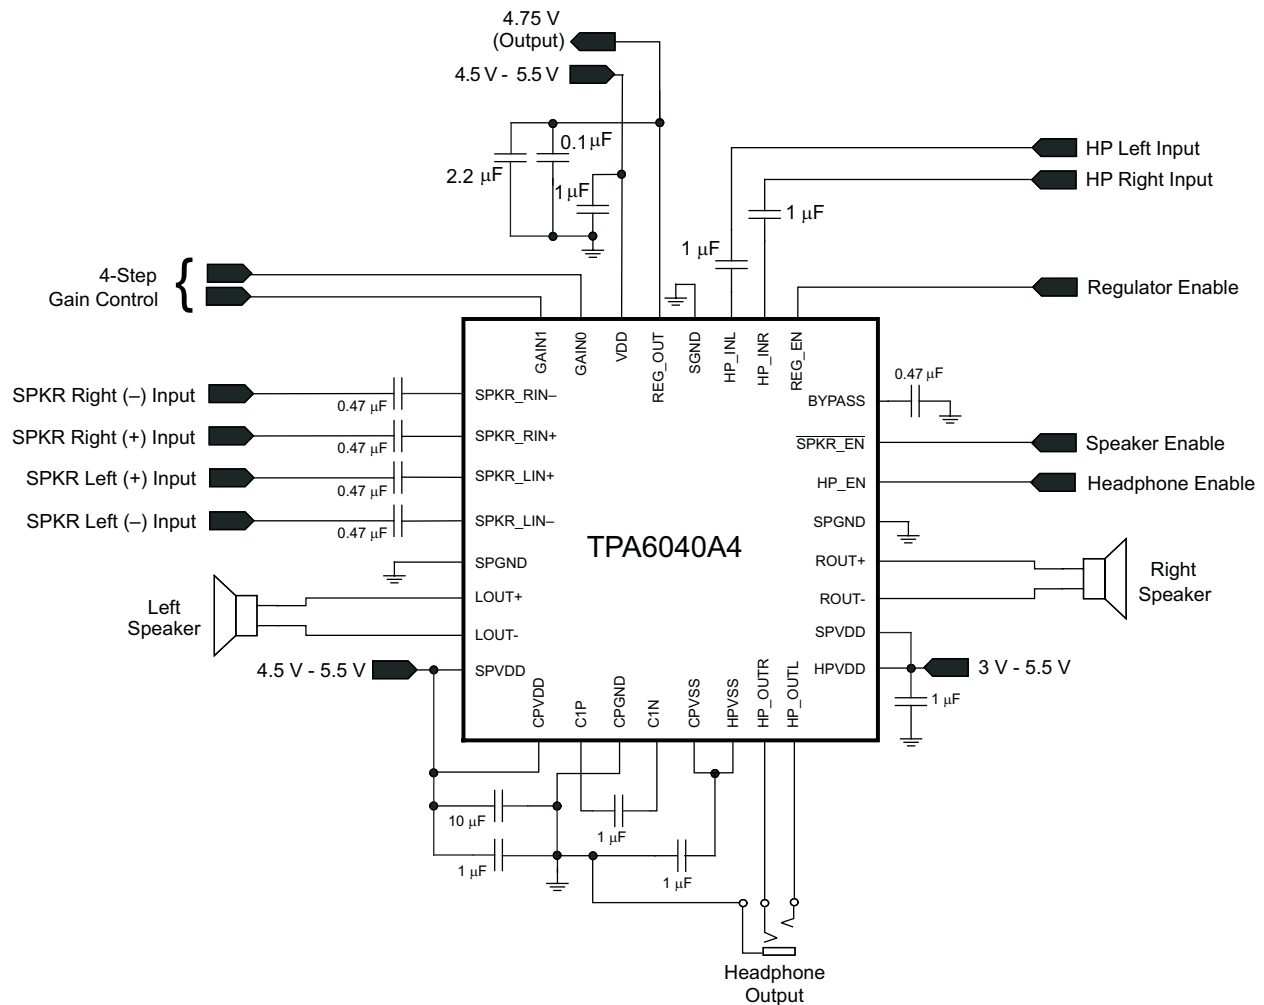 4.75 V
(Output)
4.5 V - 5.5 V
0.1 μF
2.2 μF
1 μF
HP Left Input
HP Right Input
1 μF
1 μF
4-Step
Gain Control
{
Regulator Enable
GAIN1
GAIN0
VDD
REG_OUT
SGND
HP_INL
HP_INR
REG_EN
SPKR Right (–) Input
0.47 μF
SPKR_RIN–
BYPASS
0.47 μF
SPKR Right (+) Input
0.47 μF
SPKR_RIN+
SPKR_EN
Speaker Enable
SPKR Left (+) Input
0.47 μF
SPKR_LIN+
HP_EN
Headphone Enable
SPKR Left (–) Input
0.47 μF
SPKR_LIN–
SPGND
TPA6040A4
SPGND
ROUT+
Right
Speaker
Left
Speaker
LOUT+
ROUT-
LOUT-
SPVDD
4.5 V - 5.5 V
SPVDD
HPVDD
3 V - 5.5 V
1 μF
CPVDD
C1P
CPGND
C1N
CPVSS
HPVSS
HP_OUTR
HP_OUTL
10 μF
1 μF
1 μF
1 μF
Headphone
Output